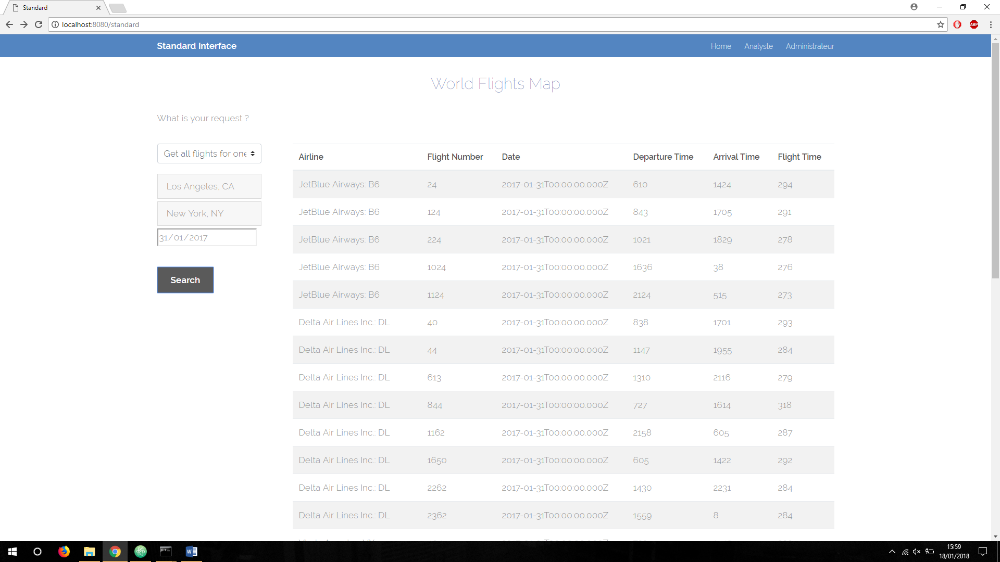 Standard
localhost:8080/standard
ABP
Standard Interface
Home Analyste Administrateur
World Flights Map
What is your request ?
Get all flights for one
Los Angeles, CA
New York, NY
31/01/2017
Search
Airline Flight Number Date Departure Time Arrival Time Flight Time
JetBlue Airways: B6 24 2017-01-31T00:00:00.000Z 610 1424 294
JetBlue Airways: B6 124 2017-01-31T00:00:00.000Z 843 1705 291
JetBlue Airways: B6 224 2017-01-31T00:00:00.000Z 1021 1829 278
JetBlue Airways: B6 1024 2017-01-31T00:00:00.000Z 1636 38 276
JetBlue Airways: B6 1124 2017-01-31T00:00:00.000Z 2124 515 273
Delta Air Lines Inc.: DL 40 2017-01-31T00:00:00.000Z 838 1701 293
Delta Air Lines Inc.: DL 44 2017-01-31T00:00:00.000Z 1147 1955 284
Delta Air Lines Inc.: DL 613 2017-01-31T00:00:00.000Z 1310 2116 279
Delta Air Lines Inc.: DL 844 2017-01-31T00:00:00.000Z 727 1614 318
Delta Air Lines Inc.: DL 1162 2017-01-31T00:00:00.000Z 2158 605 287
Delta Air Lines Inc.: DL 1650 2017-01-31T00:00:00.000Z 605 1422 292
Delta Air Lines Inc.: DL 2262 2017-01-31T00:00:00.000Z 1430 2231 284
Delta Air Lines Inc.: DL 2362 2017-01-31T00:00:00.000Z 1559 8 284
15:59
18/01/2018